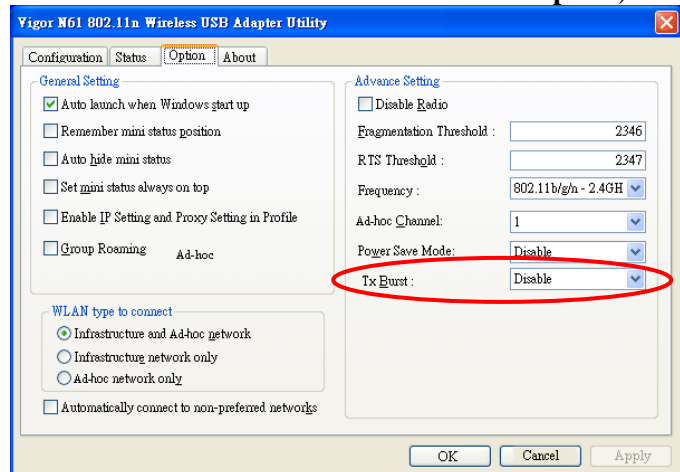 Vigor N61 802.11n Wireless USB Adapter Utility
Configuration Status Option About
General Setting
Auto launch when Windows start up
Remember mini status position
Auto hide mini status
Set mini status always on top
Enable IP Setting and Proxy Setting in Profile
Group Roaming Ad-hoc
WLAN type to connect
Infrastructure and Ad-hoc network
Infrastructure network only
Ad-hoc network only
Automatically connect to non-preferred networks
Advance Setting
Disable Radio
Fragmentation Threshold : 2346
RTS Threshold : 2347
Frequency : 802.11b/g/n - 2.4GH
Ad-hoc Channel: 1
Power Save Mode: Disable
Tx Burst : Disable
OK Cancel Apply